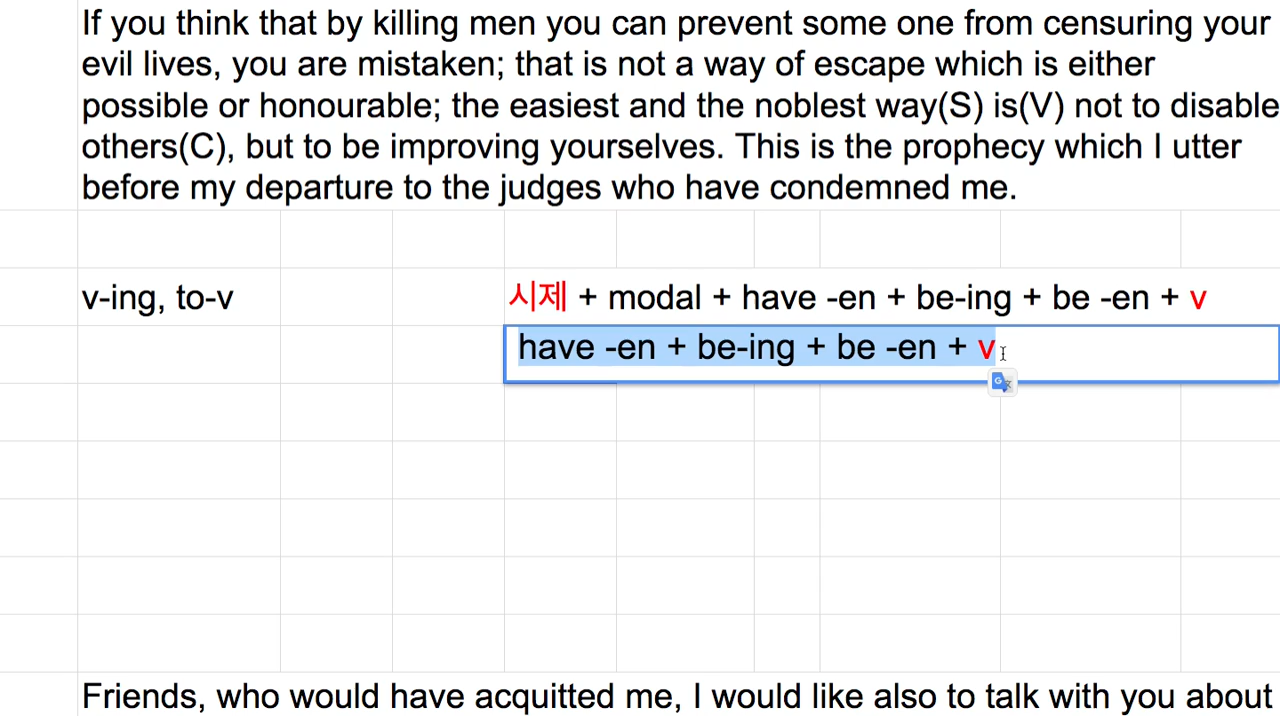 If you think that by killing men you can prevent some one from censuring your
evil lives, you are mistaken; that is not a way of escape which is either
possible or honourable; the easiest and the noblest way(S) is(V) not to disable
others(C), but to be improving yourselves. This is the prophecy which I utter
before my departure to the judges who have condemned me.
v-ing, to-v
시제 + modal + have -en + be-ing + be -en + v
have -en + be-ing + be -en + v
Friends, who would have acquitted me, I would like also to talk with you about